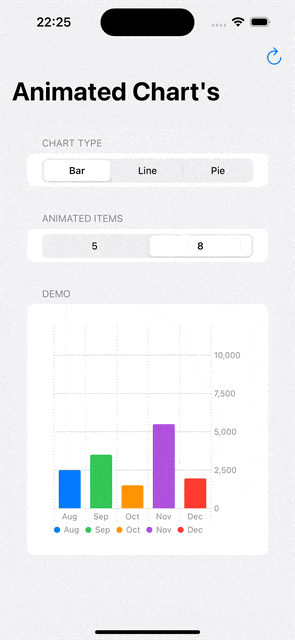 22:25
Animated Chart's
CHART TYPE
Bar Line Pie
ANIMATED ITEMS
5 8
DEMO
10,000
7,500
5,000
2,500
0
Aug Sep Oct Nov Dec
Aug Sep Oct Nov Dec